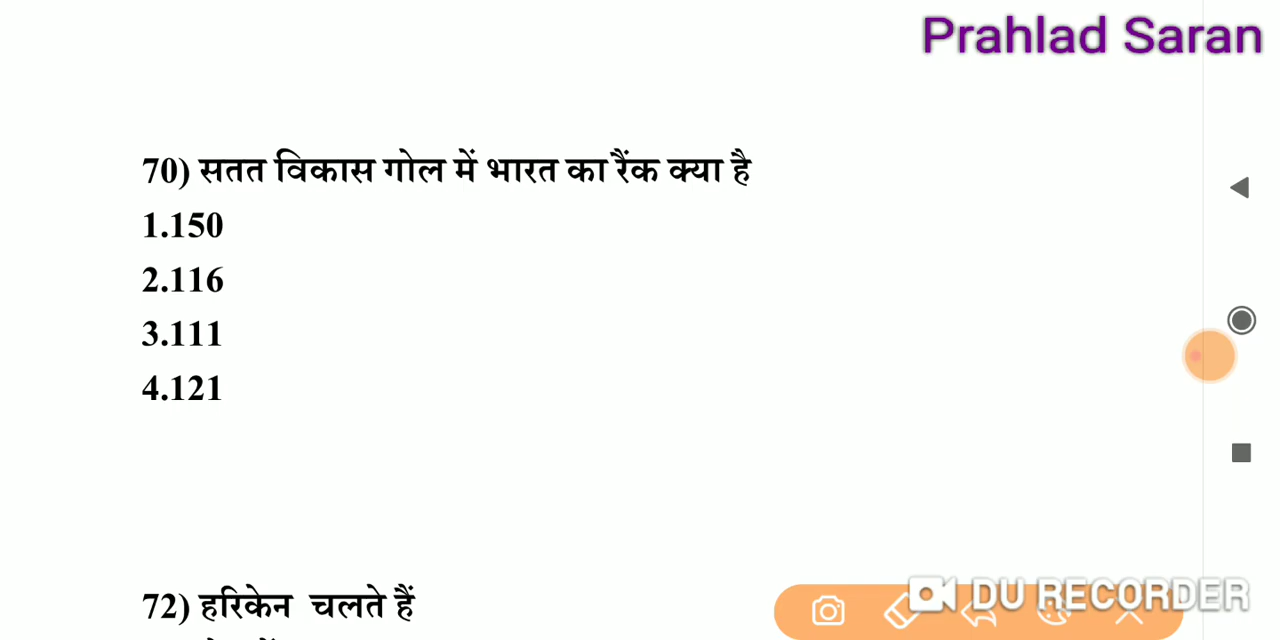 Prahlad Saran
70) सतत विकास गोल में भारत का रैंक क्या है
1.150
2.116
3.111
4.121
72) हरिकेन चलते हैं
DU RECORDER